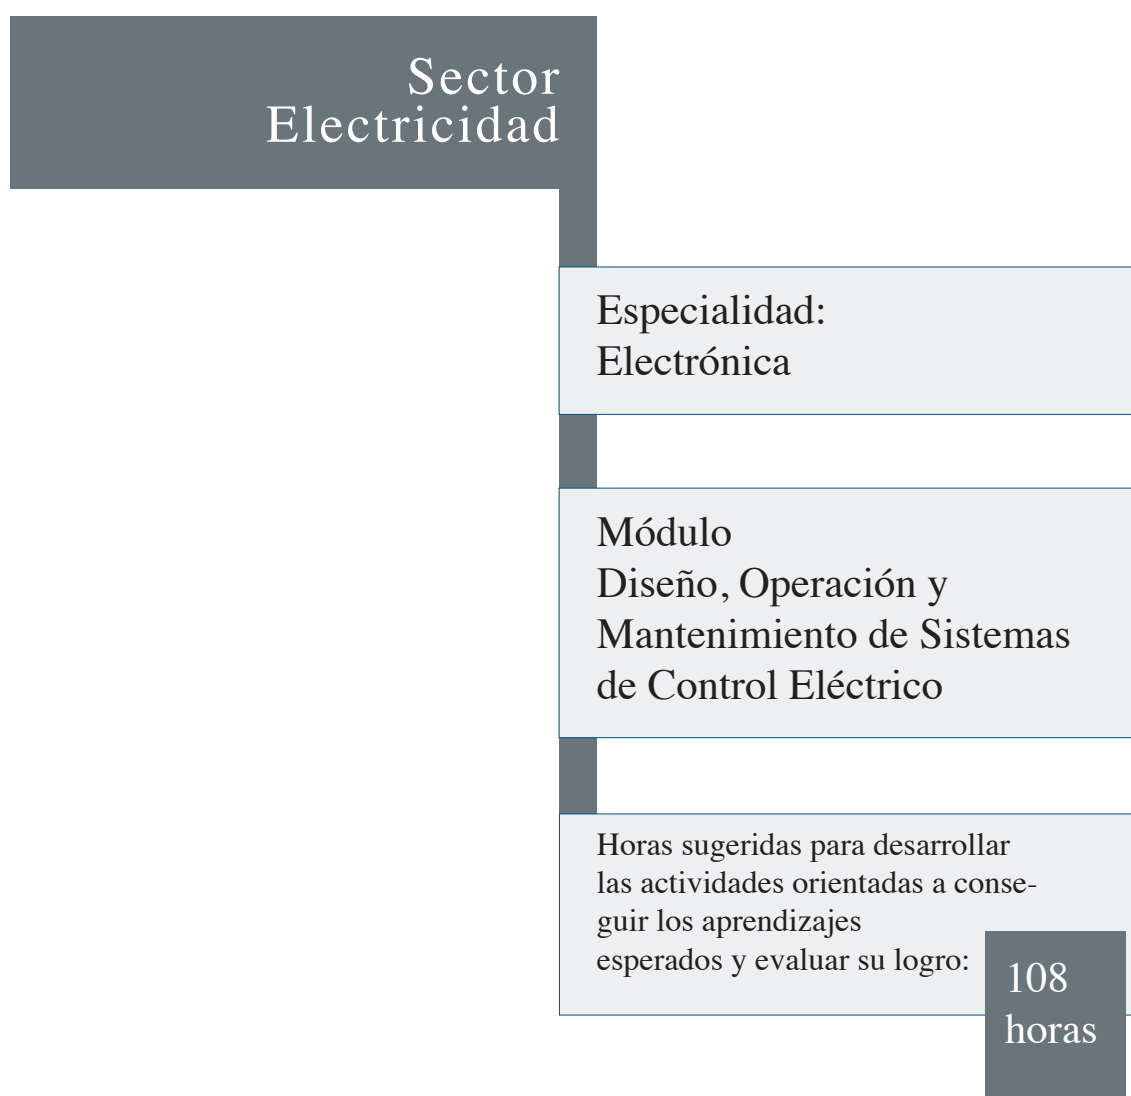 Sector
Electricidad
Especialidad:
Electrónica
Módulo
Diseño, Operación y
Mantenimiento de Sistemas
de Control Eléctrico
Horas sugeridas para desarrollar
las actividades orientadas a conse-
guir los aprendizajes
esperados y evaluar su logro:
108
horas